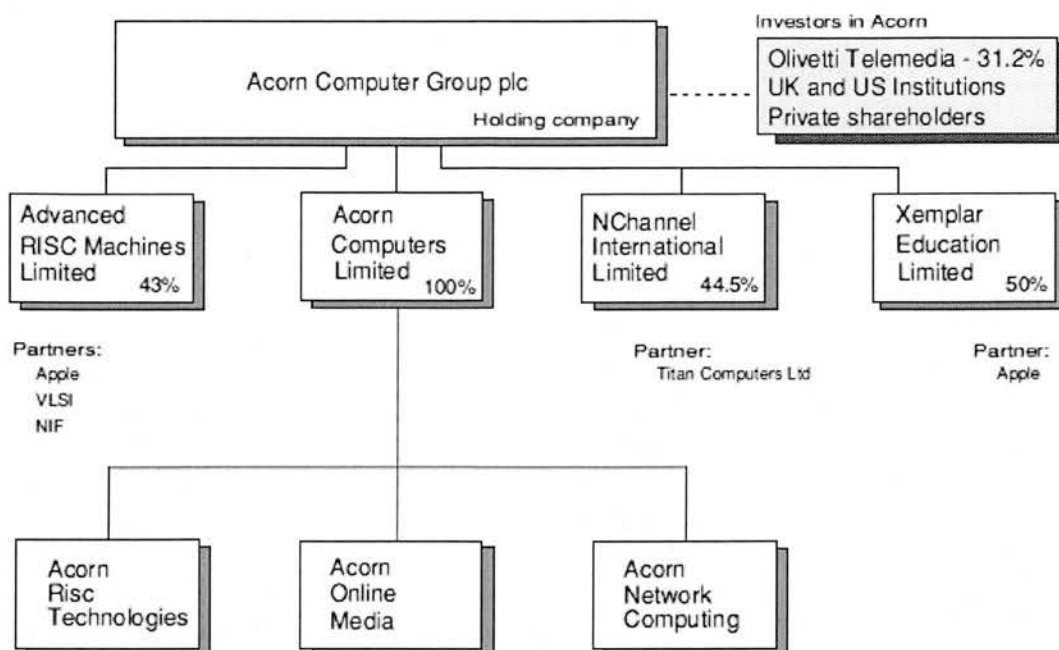 Investors in Acorn
Acorn Computer Group plc
Holding company
Olivetti Telemedia - 31.2%
UK and US Institutions
Private shareholders
Advanced
RISC Machines
Limited
43%
Acorn
Computers
Limited
100%
NChannel
International
Limited
44.5%
Xemplar
Education
Limited
50%
Partners:
Apple
VLSI
NIF
Partner:
Titan Computers Ltd
Partner:
Apple
Acorn
Risc
Technologies
Acorn
Online
Media
Acorn
Network
Computing